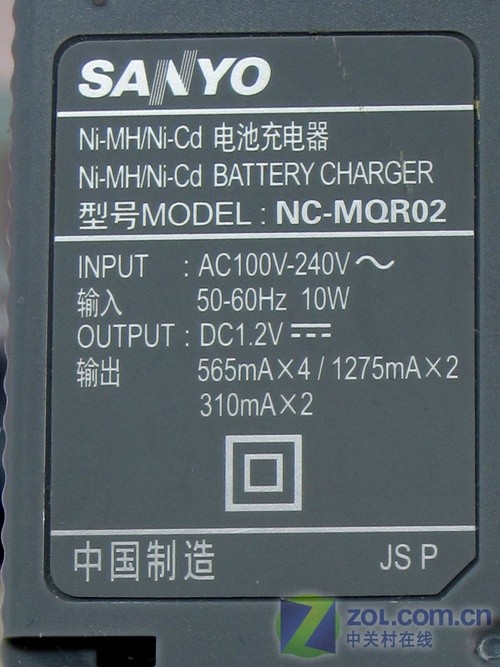 SANYO
Ni-MH/Ni-Cd 电池充电器
Ni-MH/Ni-Cd BATTERY CHARGER
型号MODEL : NC-MQR02
INPUT : AC100V-240V～
输入 50-60Hz 10W
OUTPUT : DC1.2V⎓
输出 565mA×4 / 1275mA×2
310mA×2
中国制造 JS P
Z ZOL.COM.CN
中关村在线